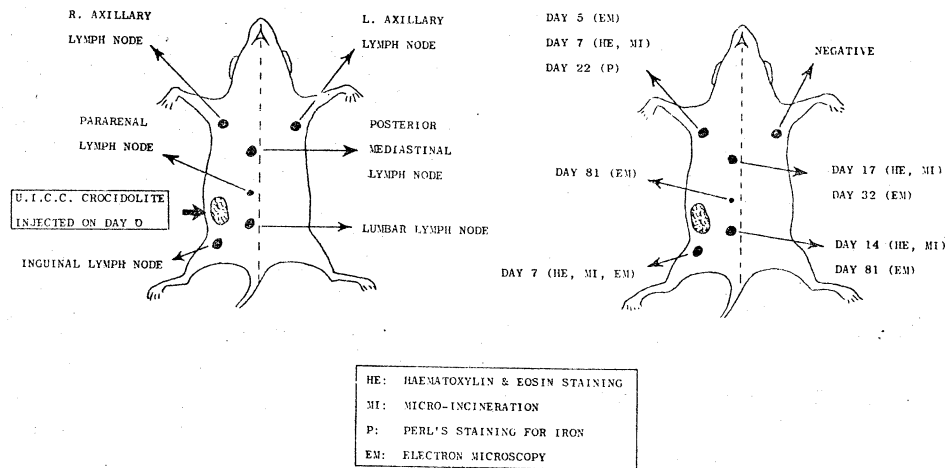 R. AXILLARY
LYMPH NODE
L. AXILLARY
LYMPH NODE
PARARENAL
LYMPH NODE
POSTERIOR
MEDIASTINAL
LYMPH NODE
U.I.C.C. CROCIDOLITE
INJECTED ON DAY 0
LUMBAR LYMPH NODE
INGUINAL LYMPH NODE
DAY 5 (EM)
DAY 7 (HE, MI)
DAY 22 (P)
NEGATIVE
DAY 81 (EM)
DAY 17 (HE, MI)
DAY 32 (EM)
DAY 14 (HE, MI)
DAY 81 (EM)
DAY 7 (HE, MI, EM)
HE: HAEMATOXYLIN & EOSIN STAINING
MI: MICRO-INCINERATION
P: PERL'S STAINING FOR IRON
EM: ELECTRON MICROSCOPY